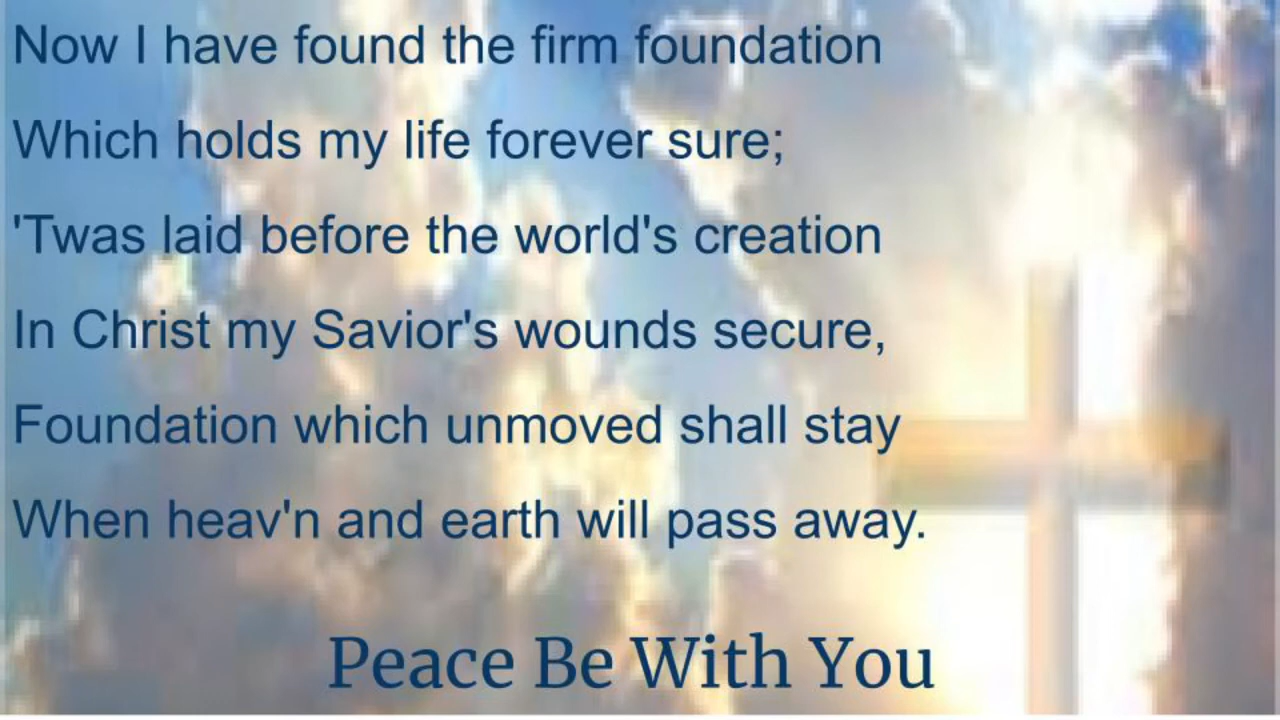 Now I have found the firm foundation
Which holds my life forever sure;
'Twas laid before the world's creation
In Christ my Savior's wounds secure,
Foundation which unmoved shall stay
When heav'n and earth will pass away.
Peace Be With You